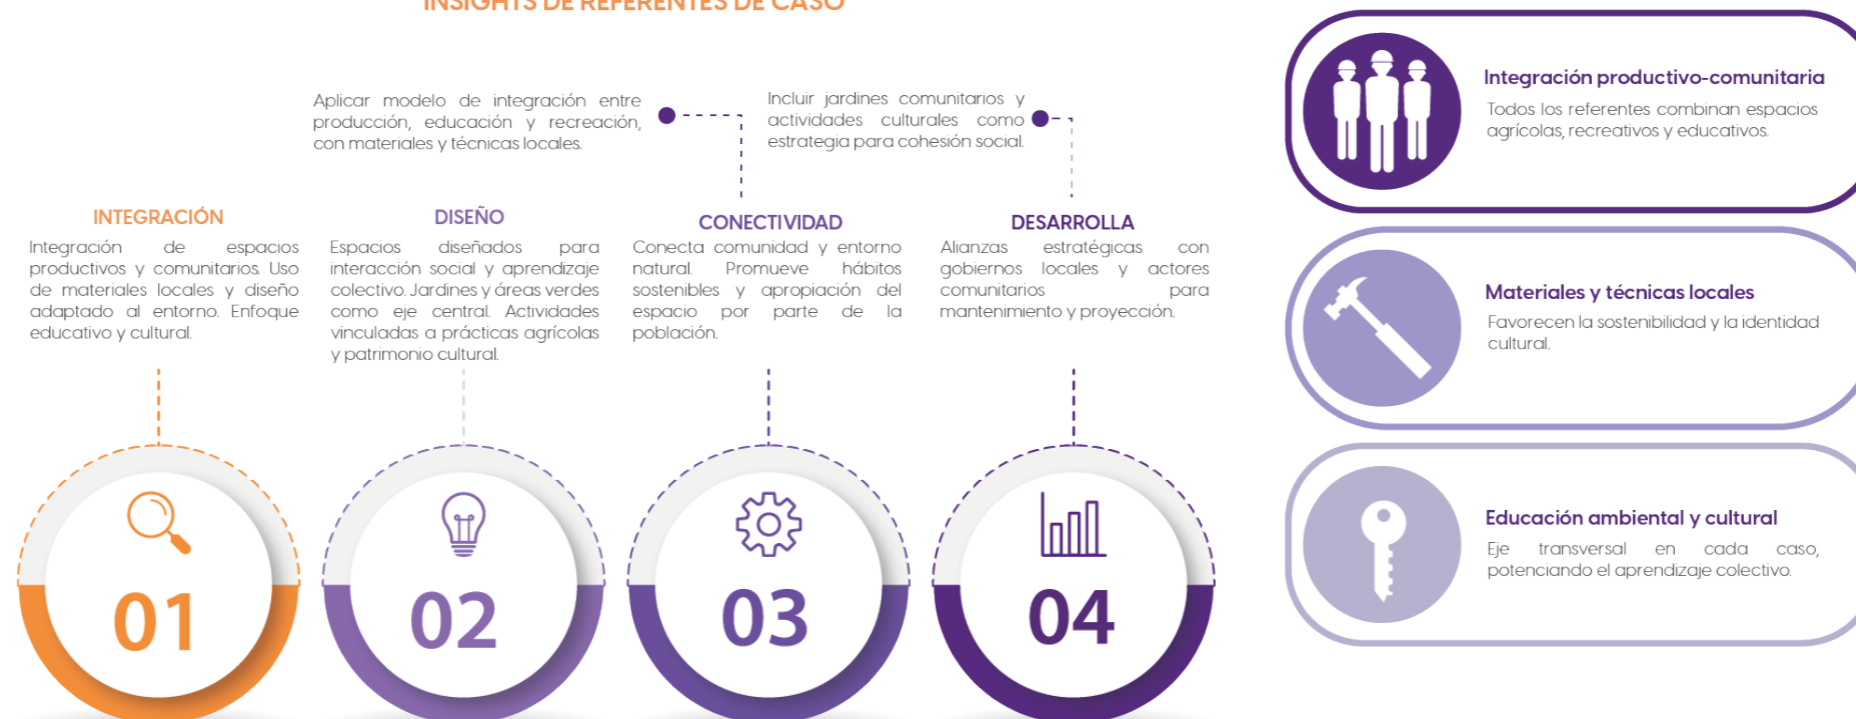 INSIGHTS DE REFERENTES DE CASO
Aplicar modelo de integración entre
producción, educación y recreación,
con materiales y técnicas locales.
Incluir jardines comunitarios y
actividades culturales como
estrategia para cohesión social.
INTEGRACIÓN
Integración de espacios
productivos y comunitarios. Uso
de materiales locales y diseño
adaptado al entorno. Enfoque
educativo y cultural.
DISEÑO
Espacios diseñados para
interacción social y aprendizaje
colectivo. Jardines y áreas verdes
como eje central. Actividades
vinculadas a prácticas agrícolas
y patrimonio cultural.
CONECTIVIDAD
Conecta comunidad y entorno
natural. Promueve hábitos
sostenibles y apropiación del
espacio por parte de la
población.
DESARROLLA
Alianzas estratégicas con
gobiernos locales y actores
comunitarios para
mantenimiento y proyección.
01
02
03
04
Integración productivo-comunitaria
Todos los referentes combinan espacios
agrícolas, recreativos y educativos.
Materiales y técnicas locales
Favorecen la sostenibilidad y la identidad
cultural.
Educación ambiental y cultural
Eje transversal en cada caso,
potenciando el aprendizaje colectivo.